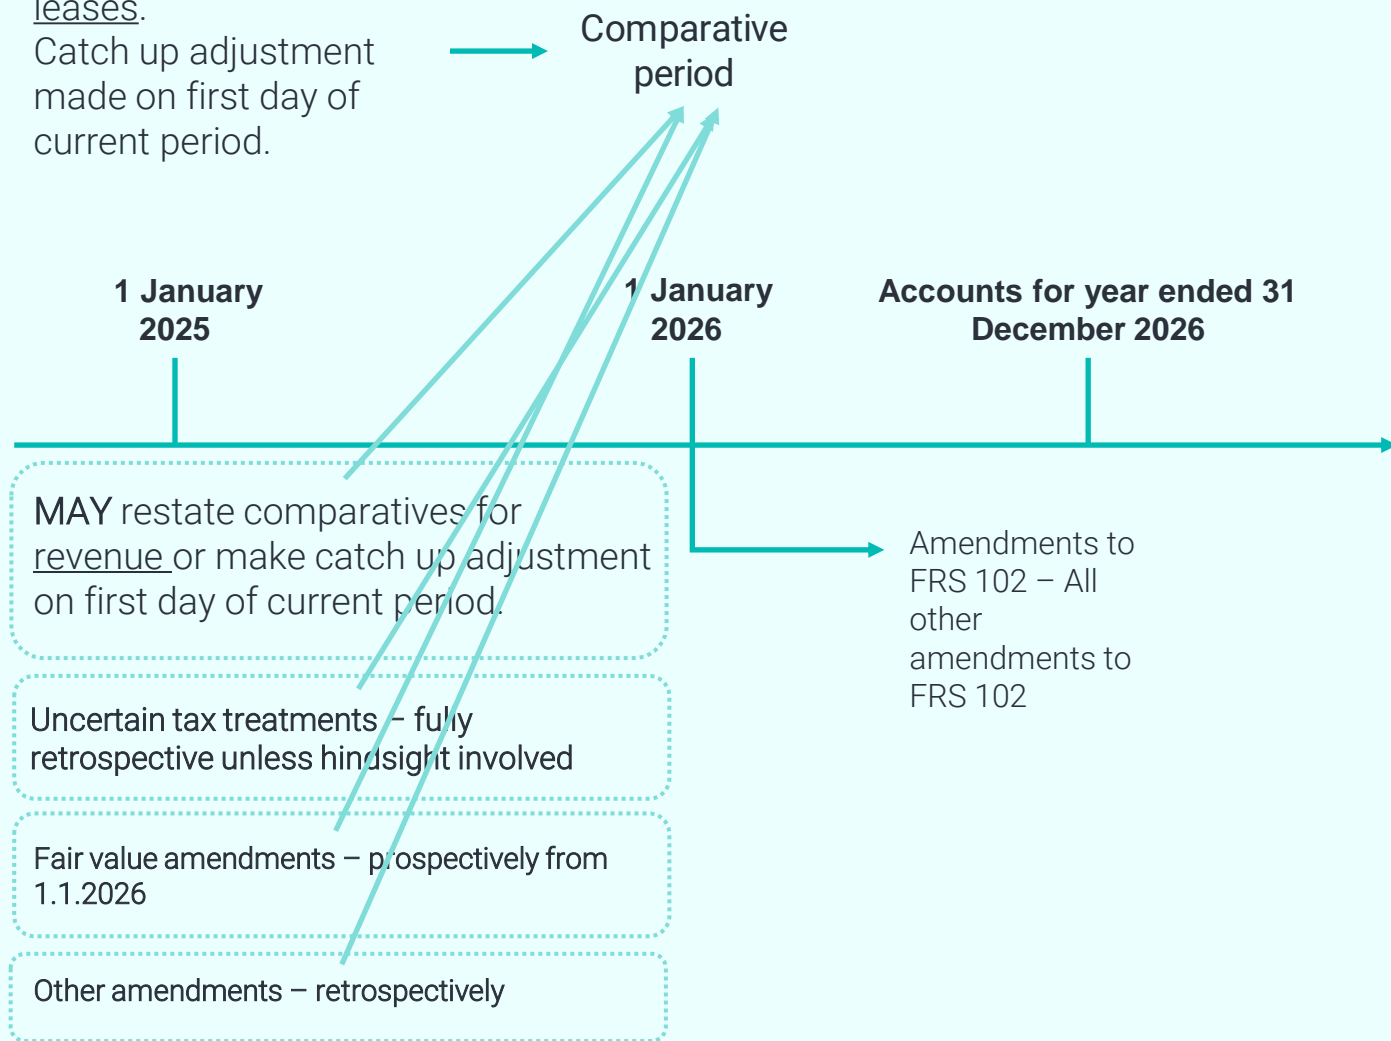 leases.
Catch up adjustment
made on first day of
current period.
Comparative
period
1 January
2025
1 January
2026
Accounts for year ended 31
December 2026
MAY restate comparatives for
revenue or make catch up adjustment
on first day of current period.
Uncertain tax treatments – fully
retrospective unless hindsight involved
Fair value amendments – prospectively from
1.1.2026
Other amendments – retrospectively
Amendments to
FRS 102 – All
other
amendments to
FRS 102